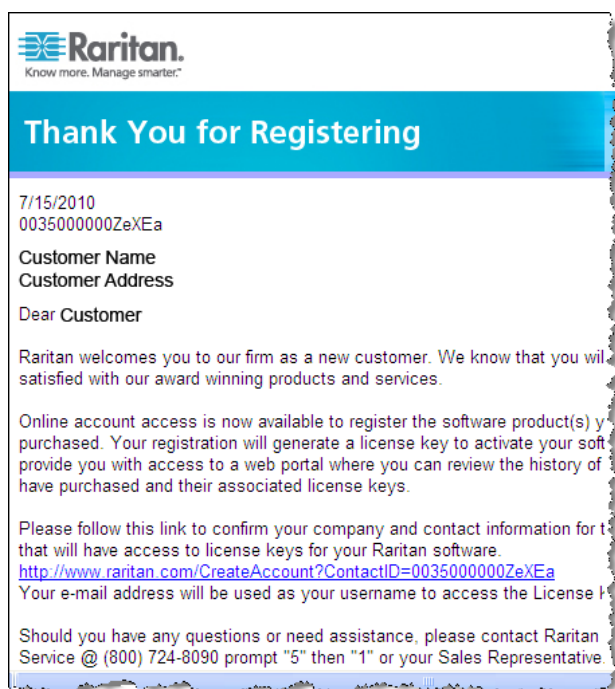 Raritan.
Know more. Manage smarter.™
Thank You for Registering
7/15/2010
0035000000ZeXEa
Customer Name
Customer Address
Dear Customer
Raritan welcomes you to our firm as a new customer. We know that you wil
satisfied with our award winning products and services.
Online account access is now available to register the software product(s) y
purchased. Your registration will generate a license key to activate your soft
provide you with access to a web portal where you can review the history of
have purchased and their associated license keys.
Please follow this link to confirm your company and contact information for t
that will have access to license keys for your Raritan software.
http://www.raritan.com/CreateAccount?ContactID=0035000000ZeXEa
Your e-mail address will be used as your username to access the License
Should you have any questions or need assistance, please contact Raritan
Service @ (800) 724-8090 prompt "5" then "1" or your Sales Representative.